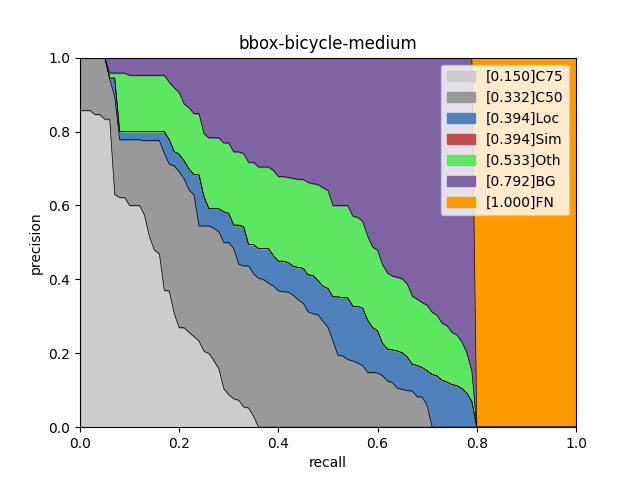 bbox-bicycle-medium
1.0
0.8
0.6
0.4
0.2
0.0
precision
[0.150]C75
[0.332]C50
[0.394]Loc
[0.394]Sim
[0.533]Oth
[0.792]BG
[1.000]FN
0.0 0.2 0.4 0.6 0.8 1.0
recall